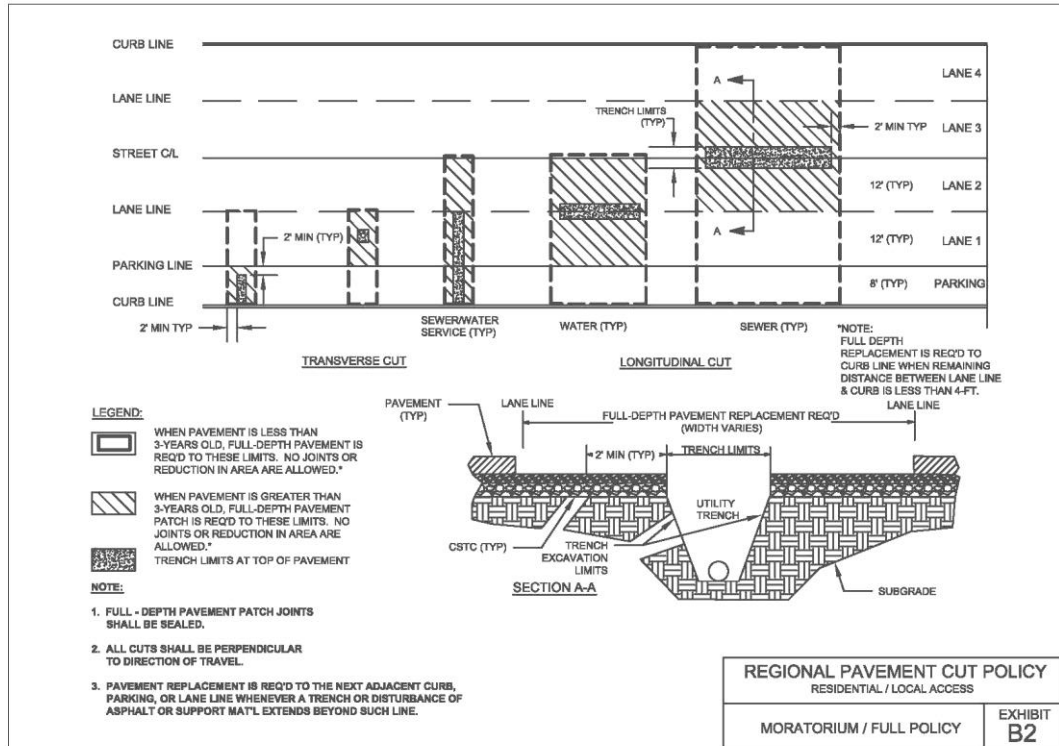 CURB LINE
LANE LINE
STREET C/L
LANE LINE
PARKING LINE
CURB LINE
TRENCH LIMITS
(TYP)
A
A
2' MIN TYP
LANE 4
LANE 3
12' (TYP)
LANE 2
12' (TYP)
LANE 1
8' (TYP)
PARKING
2' MIN (TYP)
2' MIN TYP
SEWER/WATER
SERVICE (TYP)
WATER (TYP)
SEWER (TYP)
TRANSVERSE CUT
LONGITUDINAL CUT
*NOTE:
FULL DEPTH
REPLACEMENT IS REQ'D TO
CURB LINE WHEN REMAINING
DISTANCE BETWEEN LANE LINE
& CURB IS LESS THAN 4-FT.
LEGEND:
WHEN PAVEMENT IS LESS THAN
3-YEARS OLD, FULL-DEPTH PAVEMENT IS
REQ'D TO THESE LIMITS. NO JOINTS OR
REDUCTION IN AREA ARE ALLOWED.*
WHEN PAVEMENT IS GREATER THAN
3-YEARS OLD, FULL-DEPTH PAVEMENT
PATCH IS REQ'D TO THESE LIMITS. NO
JOINTS OR REDUCTION IN AREA ARE
ALLOWED.*
TRENCH LIMITS AT TOP OF PAVEMENT
NOTE:
1. FULL - DEPTH PAVEMENT PATCH JOINTS
SHALL BE SEALED.
2. ALL CUTS SHALL BE PERPENDICULAR
TO DIRECTION OF TRAVEL.
3. PAVEMENT REPLACEMENT IS REQ'D TO THE NEXT ADJACENT CURB,
PARKING, OR LANE LINE WHENEVER A TRENCH OR DISTURBANCE OF
ASPHALT OR SUPPORT MAT'L EXTENDS BEYOND SUCH LINE.
PAVEMENT
(TYP)
LANE LINE
FULL-DEPTH PAVEMENT REPLACEMENT REQ'D
(WIDTH VARIES)
LANE LINE
2' MIN (TYP)
TRENCH LIMITS
UTILITY
TRENCH
CSTC (TYP)
TRENCH
EXCAVATION
LIMITS
SECTION A-A
SUBGRADE
REGIONAL PAVEMENT CUT POLICY
RESIDENTIAL / LOCAL ACCESS
MORATORIUM / FULL POLICY
EXHIBIT
B2